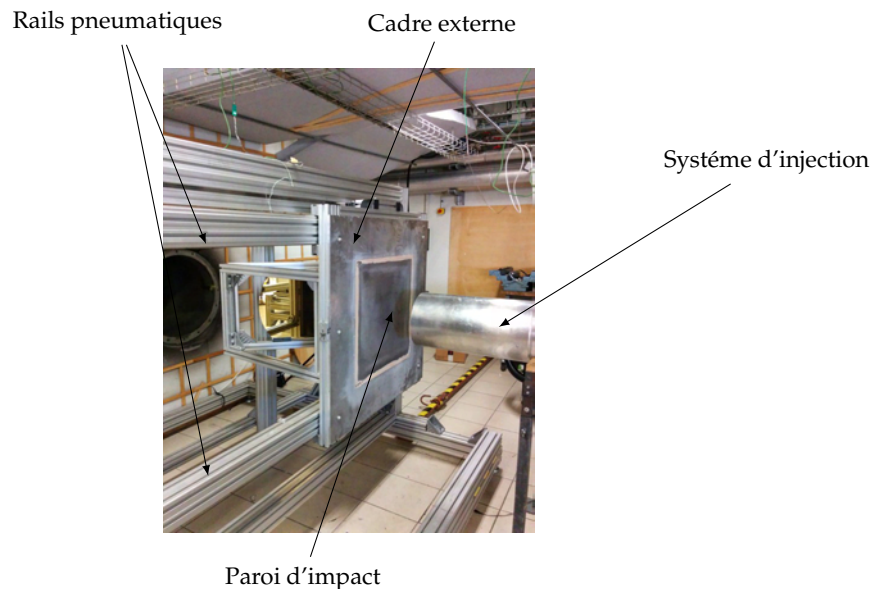 Rails pneumatiques
Cadre externe
Systéme d'injection
Paroi d'impact